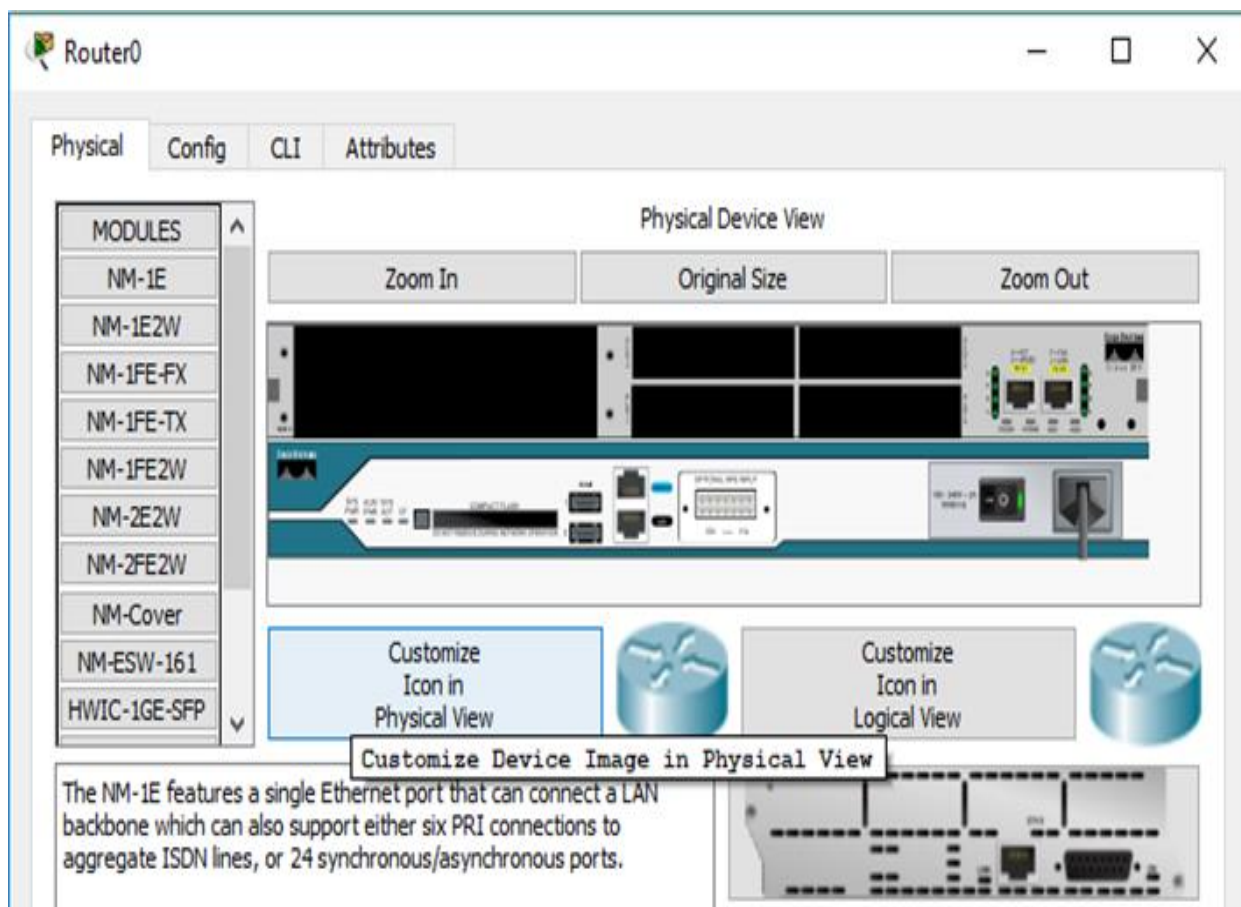 Router0
Physical
Config
CLI
Attributes
MODULES
NM-1E
NM-1E2W
NM-1FE-FX
NM-1FE-TX
NM-1FE2W
NM-2E2W
NM-2FE2W
NM-Cover
NM-ESW-161
HWIC-1GE-SFP
Physical Device View
Zoom In
Original Size
Zoom Out
COMPACT FLASH
Customize
Icon in
Physical View
Customize
Icon in
Logical View
Customize Device Image in Physical View
The NM-1E features a single Ethernet port that can connect a LAN
backbone which can also support either six PRI connections to
aggregate ISDN lines, or 24 synchronous/asynchronous ports.